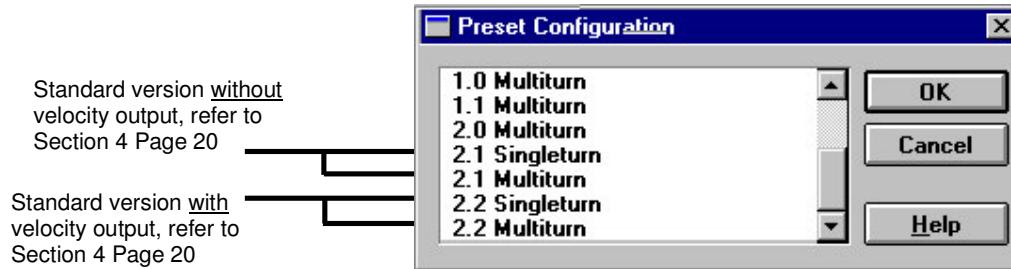 Preset Configuration
Standard version without
velocity output, refer to
Section 4 Page 20
Standard version with
velocity output, refer to
Section 4 Page 20
1.0 Multiturn
1.1 Multiturn
2.0 Multiturn
2.1 Singleturn
2.1 Multiturn
2.2 Singleturn
2.2 Multiturn
OK
Cancel
Help